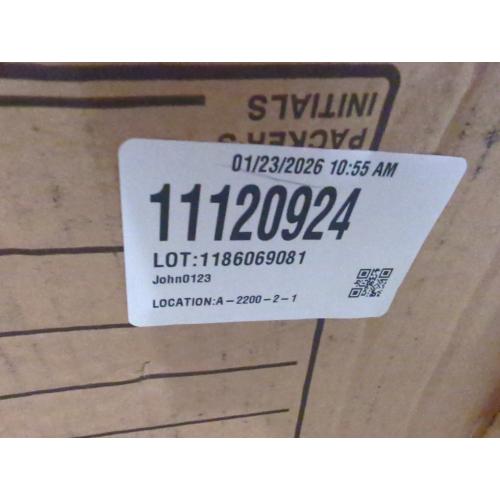 PACKER'S
INITIALS
01/23/2026 10:55 AM
11120924
LOT:1186069081
John0123
LOCATION:A-2200-2-1